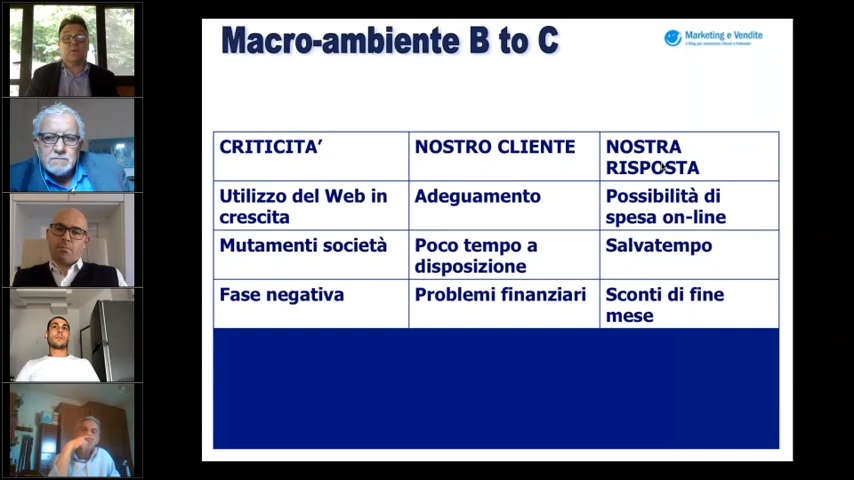 Macro-ambiente B to C
Marketing e Vendite
CRITICITA’ NOSTRO CLIENTE NOSTRA
RISPOSTA
Utilizzo del Web in Adeguamento Possibilità di
crescita spesa on-line
Mutamenti società Poco tempo a Salvatempo
disposizione
Fase negativa Problemi finanziari Sconti di fine
mese